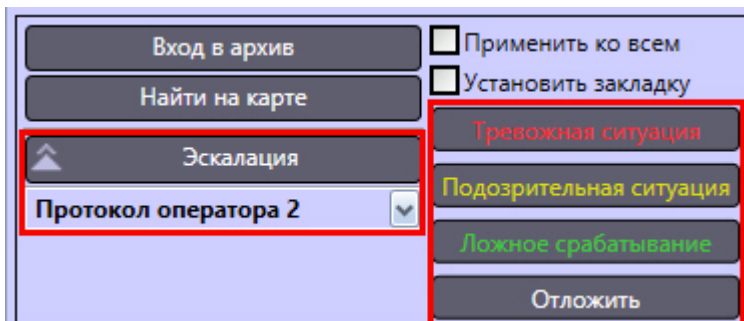 Вход в архив
Найти на карте
Эскалация
Протокол оператора 2
Применить ко всем
Установить закладку
Тревожная ситуация
Подозрительная ситуация
Ложное срабатывание
Отложить